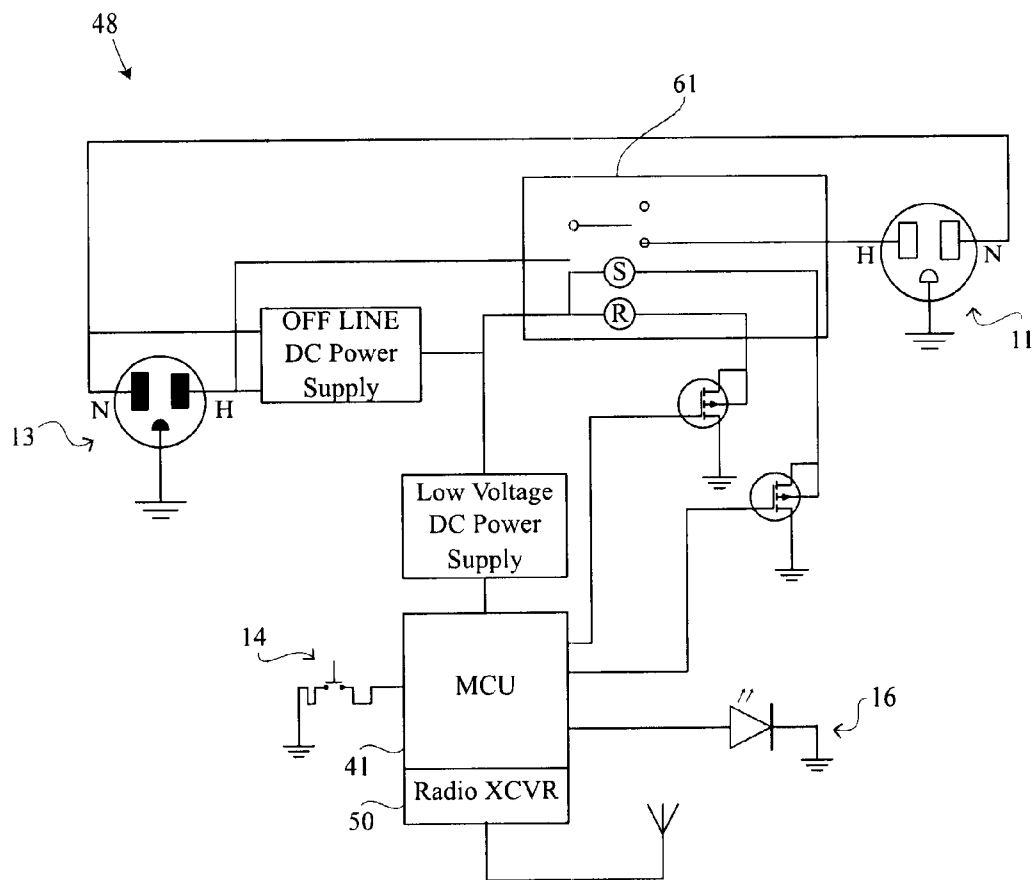 48
61
H
N
11
S
R
OFF LINE
DC Power
Supply
N
H
13
Low Voltage
DC Power
Supply
14
MCU
16
41
Radio XCVR
50